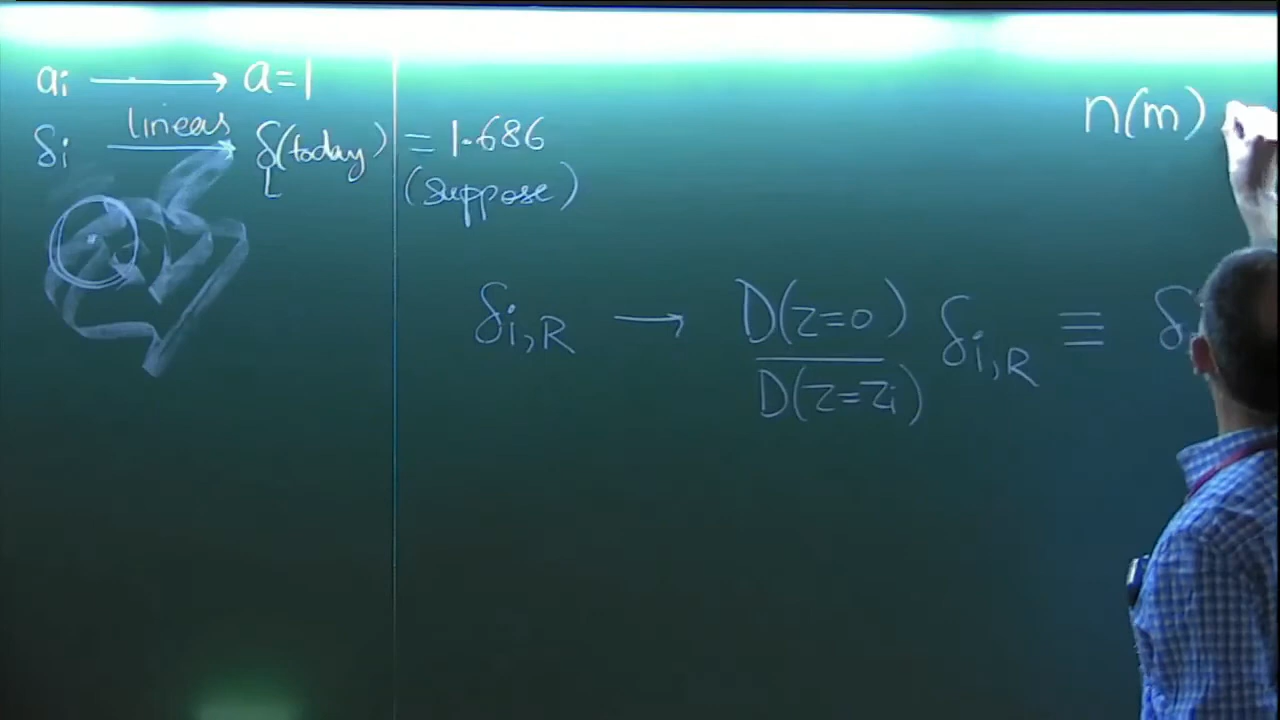 aᵢ → a=1
δᵢ linear→ δ_L(today) = 1.686
(suppose)
n(m)
δ_{i,R} → D(z=0)/D(z=zᵢ) δ_{i,R} ≡ δ